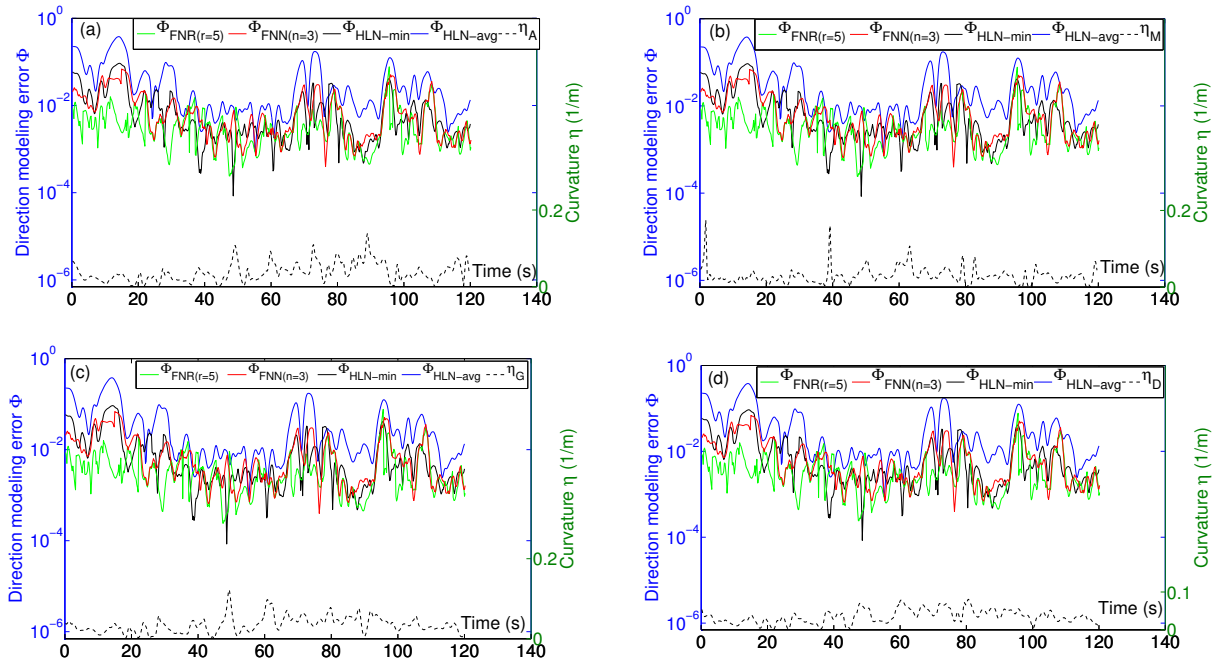 (a) Φ_FNR(r=5) Φ_FNN(n=3) Φ_HLN−min Φ_HLN−avg η_A
Direction modeling error Φ
10^0
10^−2
10^−4
10^−6
Curvature η (1/m)
0.2
0
Time (s)
0 20 40 60 80 100 120 140
(b) Φ_FNR(r=5) Φ_FNN(n=3) Φ_HLN−min Φ_HLN−avg η_M
Direction modeling error Φ
10^0
10^−2
10^−4
10^−6
Curvature η (1/m)
0.2
0
Time (s)
0 20 40 60 80 100 120 140
(c) Φ_FNR(r=5) Φ_FNN(n=3) Φ_HLN−min Φ_HLN−avg η_G
Direction modeling error Φ
10^0
10^−2
10^−4
10^−6
Curvature η (1/m)
0.2
0
Time (s)
0 20 40 60 80 100 120 140
(d) Φ_FNR(r=5) Φ_FNN(n=3) Φ_HLN−min Φ_HLN−avg η_D
Direction modeling error Φ
10^0
10^−2
10^−4
10^−6
Curvature η (1/m)
0.1
0
Time (s)
0 20 40 60 80 100 120 140